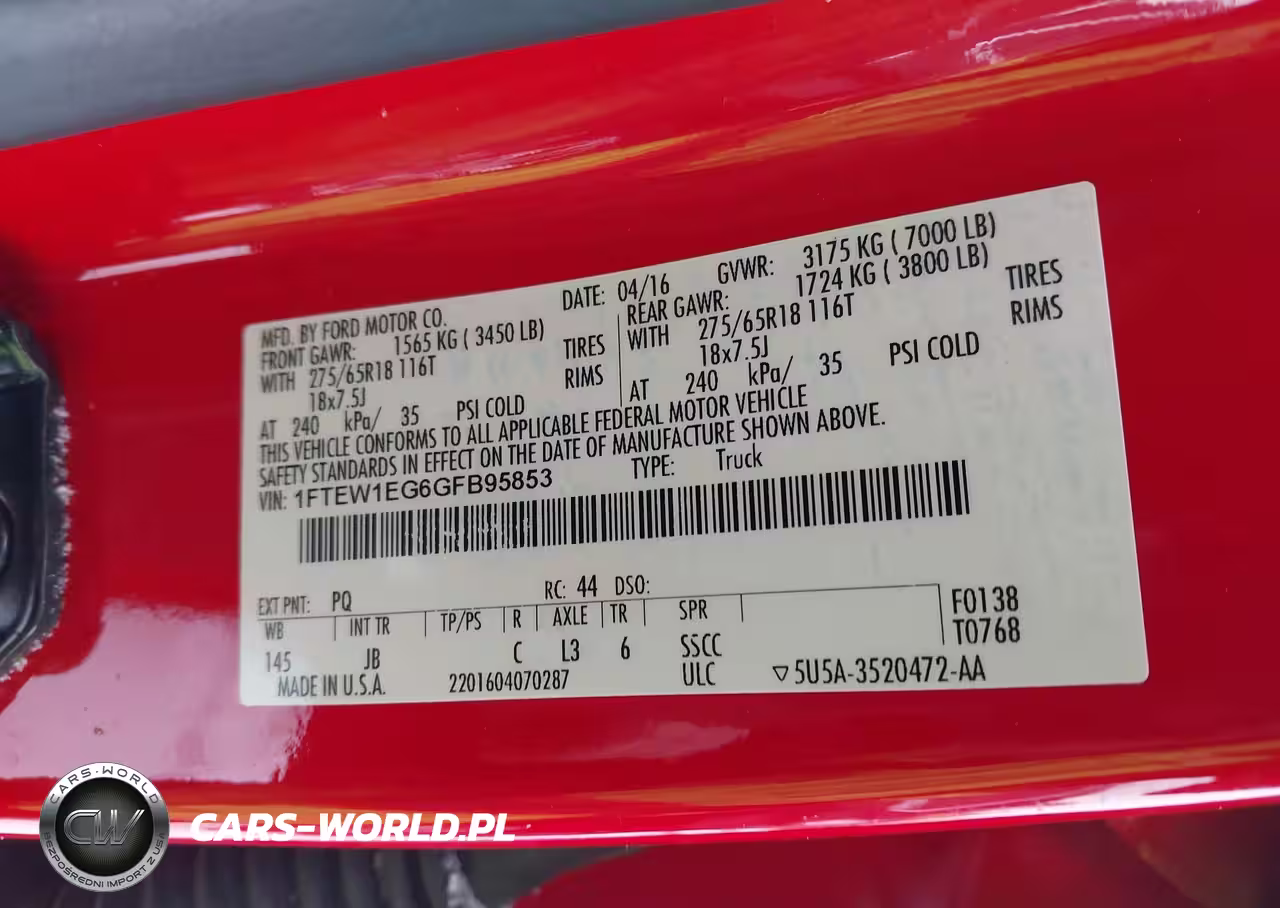 MFD. BY FORD MOTOR CO. DATE: 04/16 GVWR: 3175 KG ( 7000 LB)
FRONT GAWR: 1565 KG ( 3450 LB) REAR GAWR: 1724 KG ( 3800 LB)
WITH 275/65R18 116T TIRES WITH 275/65R18 116T TIRES
18x7.5J RIMS 18x7.5J RIMS
AT 240 kPa/ 35 PSI COLD AT 240 kPa/ 35 PSI COLD
THIS VEHICLE CONFORMS TO ALL APPLICABLE FEDERAL MOTOR VEHICLE
SAFETY STANDARDS IN EFFECT ON THE DATE OF MANUFACTURE SHOWN ABOVE.
VIN: 1FTEW1EG6GFB95853 TYPE: Truck
EXT PNT: PQ RC: 44 DSO:
WB INT TR TP/PS R AXLE TR SPR F0138
145 JB C L3 6 SSCC T0768
MADE IN U.S.A. 2201604070287 ULC ▽5U5A-3520472-AA
CARS-WORLD
CW
BEZPOŚREDNI IMPORT Z USA
CARS-WORLD.PL